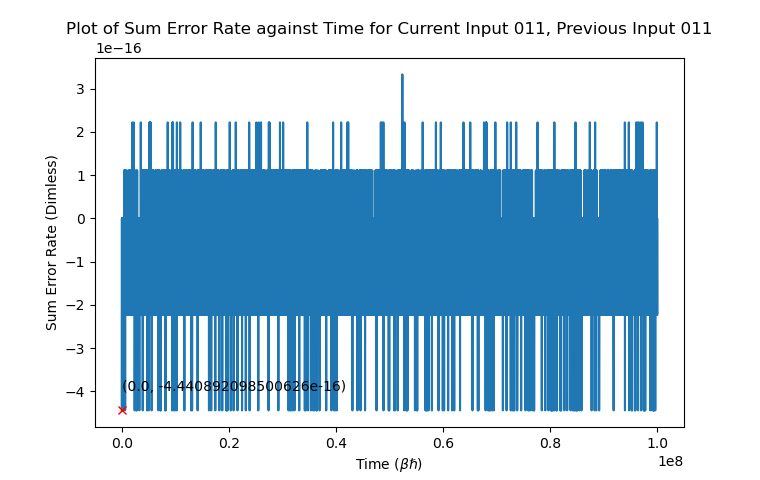 Plot of Sum Error Rate against Time for Current Input 011, Previous Input 011
1e−16
3
2
1
0
−1
−2
−3
−4
Sum Error Rate (Dimless)
(0.0, -4.440892098500626e-16)
0.0
0.2
0.4
0.6
0.8
1.0
Time (βℏ)
1e8